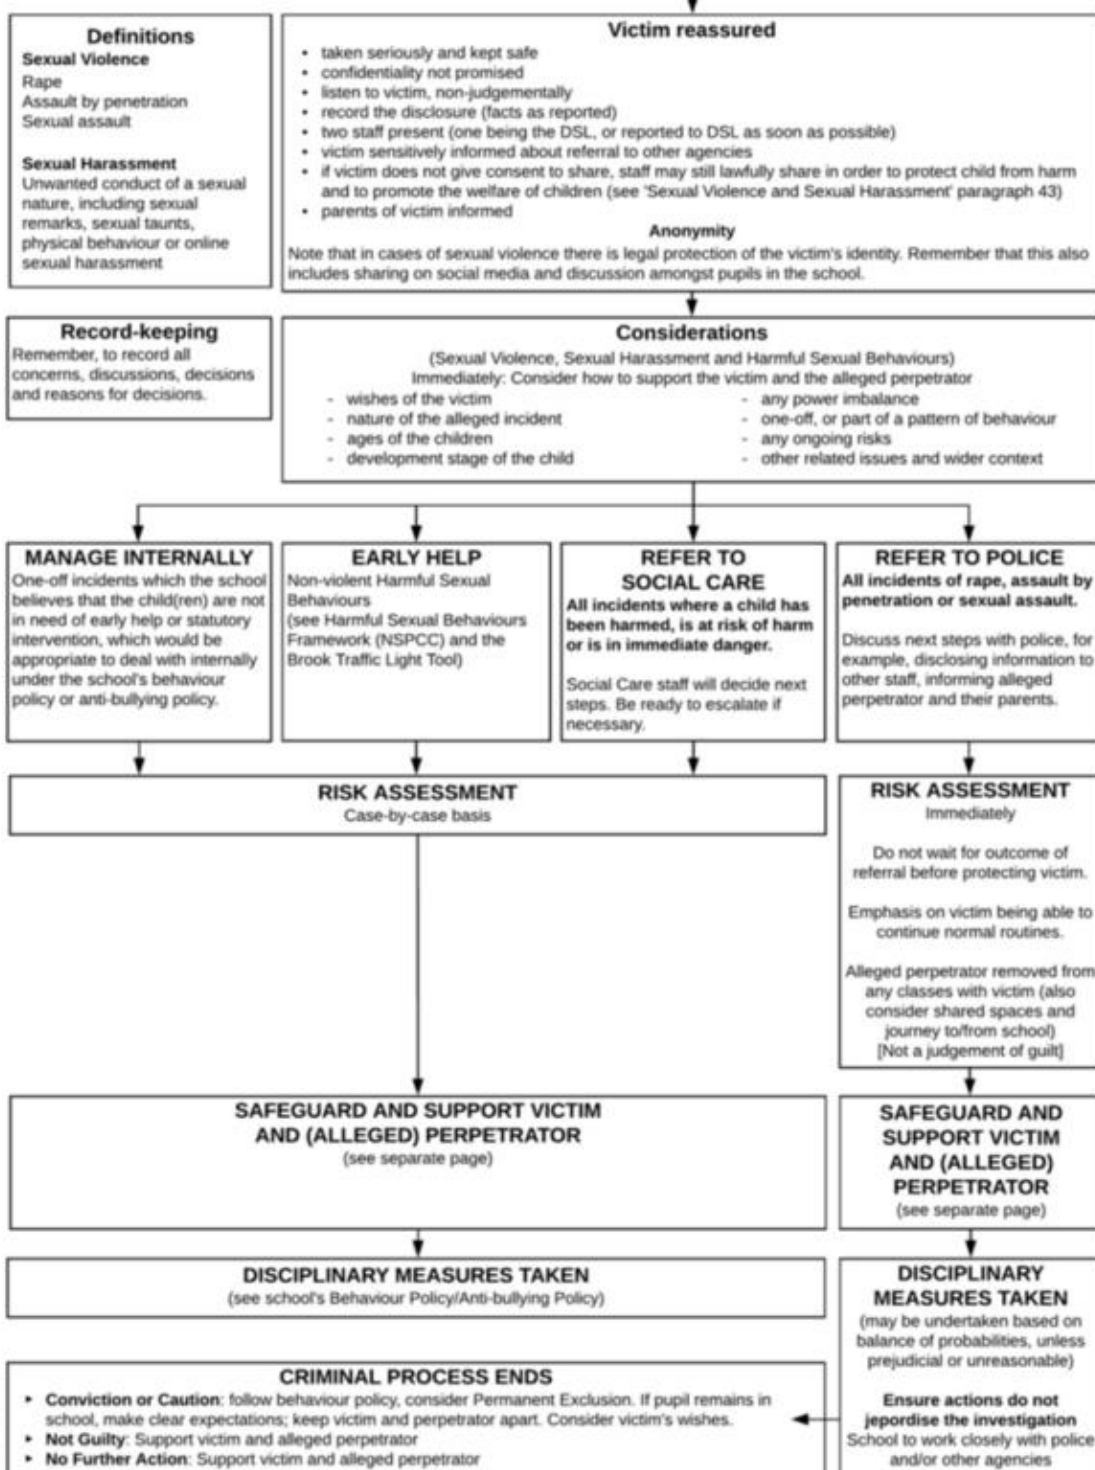 Definitions
Sexual Violence
Rape
Assault by penetration
Sexual assault
Sexual Harassment
Unwanted conduct of a sexual
nature, including sexual
remarks, sexual taunts,
physical behaviour or online
sexual harassment
Victim reassured
• taken seriously and kept safe
• confidentiality not promised
• listen to victim, non-judgementally
• record the disclosure (facts as reported)
• two staff present (one being the DSL, or reported to DSL as soon as possible)
• victim sensitively informed about referral to other agencies
• if victim does not give consent to share, staff may still lawfully share in order to protect child from harm
and to promote the welfare of children (see 'Sexual Violence and Sexual Harassment' paragraph 43)
• parents of victim informed
Anonymity
Note that in cases of sexual violence there is legal protection of the victim's identity. Remember that this also
includes sharing on social media and discussion amongst pupils in the school.
Record-keeping
Remember, to record all
concerns, discussions, decisions
and reasons for decisions.
Considerations
(Sexual Violence, Sexual Harassment and Harmful Sexual Behaviours)
Immediately: Consider how to support the victim and the alleged perpetrator
- wishes of the victim
- nature of the alleged incident
- ages of the children
- development stage of the child
- any power imbalance
- one-off, or part of a pattern of behaviour
- any ongoing risks
- other related issues and wider context
MANAGE INTERNALLY
One-off incidents which the school
believes that the child(ren) are not
in need of early help or statutory
intervention, which would be
appropriate to deal with internally
under the school's behaviour
policy or anti-bullying policy.
EARLY HELP
Non-violent Harmful Sexual
Behaviours
(see Harmful Sexual Behaviours
Framework (NSPCC) and the
Brook Traffic Light Tool)
REFER TO
SOCIAL CARE
All incidents where a child has
been harmed, is at risk of harm
or is in immediate danger.
Social Care staff will decide next
steps. Be ready to escalate if
necessary.
REFER TO POLICE
All incidents of rape, assault by
penetration or sexual assault.
Discuss next steps with police, for
example, disclosing information to
other staff, informing alleged
perpetrator and their parents.
RISK ASSESSMENT
Case-by-case basis
RISK ASSESSMENT
Immediately
Do not wait for outcome of
referral before protecting victim.
Emphasis on victim being able to
continue normal routines.
Alleged perpetrator removed from
any classes with victim (also
consider shared spaces and
journey to/from school)
[Not a judgement of guilt]
SAFEGUARD AND SUPPORT VICTIM
AND (ALLEGED) PERPETRATOR
(see separate page)
SAFEGUARD AND
SUPPORT VICTIM
AND (ALLEGED)
PERPETRATOR
(see separate page)
DISCIPLINARY MEASURES TAKEN
(see school's Behaviour Policy/Anti-bullying Policy)
DISCIPLINARY
MEASURES TAKEN
(may be undertaken based on
balance of probabilities, unless
prejudicial or unreasonable)
Ensure actions do not
jepordise the investigation
School to work closely with police
and/or other agencies
CRIMINAL PROCESS ENDS
‣ Conviction or Caution: follow behaviour policy, consider Permanent Exclusion. If pupil remains in
school, make clear expectations; keep victim and perpetrator apart. Consider victim's wishes.
‣ Not Guilty: Support victim and alleged perpetrator
‣ No Further Action: Support victim and alleged perpetrator